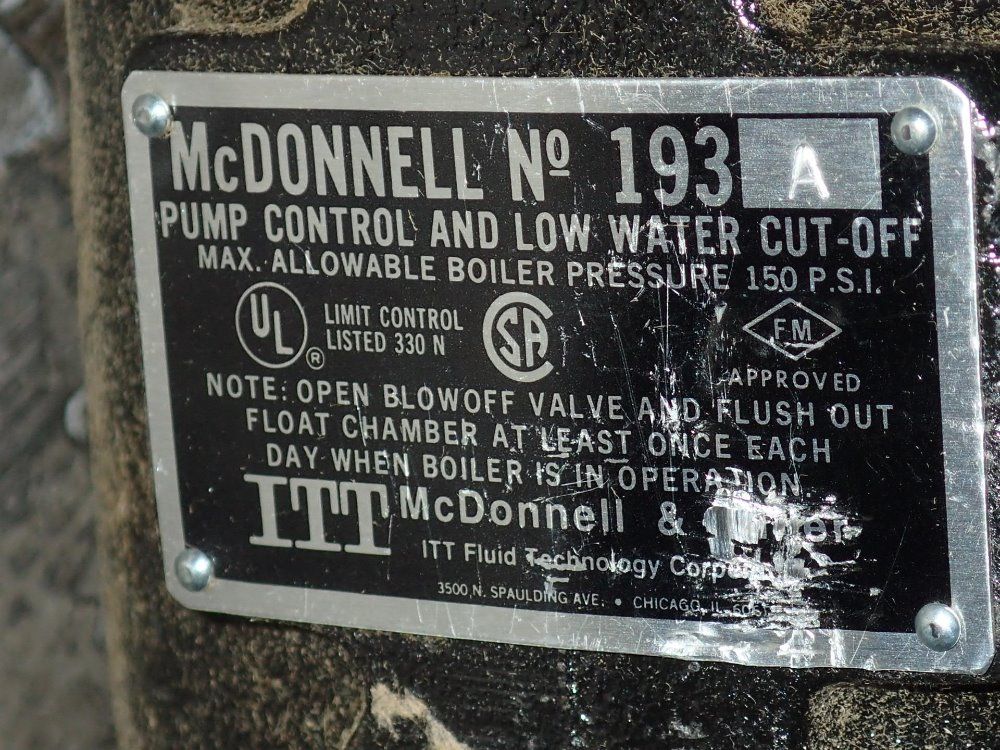 McDONNELL Nº 193 A
PUMP CONTROL AND LOW WATER CUT-OFF
MAX. ALLOWABLE BOILER PRESSURE 150 P.S.I.
UL ® LIMIT CONTROL
LISTED 330 N
SA
FM
APPROVED
NOTE: OPEN BLOWOFF VALVE AND FLUSH OUT
FLOAT CHAMBER AT LEAST ONCE EACH
DAY WHEN BOILER IS IN OPERATION.
ITT McDonnell &
ITT Fluid Technology
3500 N. SPAULDING AVE. • CHICAGO, IL